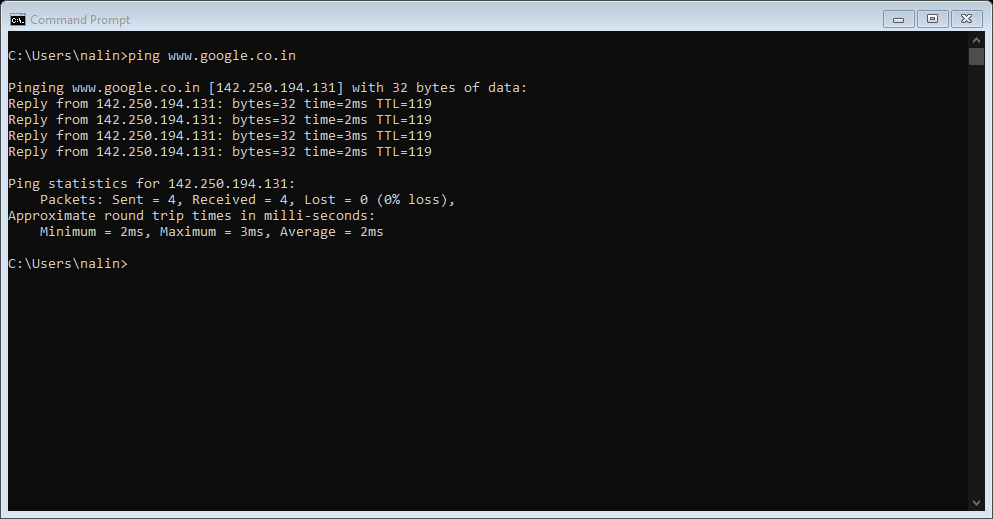 Command Prompt
C:\Users\nalin>ping www.google.co.in
Pinging www.google.co.in [142.250.194.131] with 32 bytes of data:
Reply from 142.250.194.131: bytes=32 time=2ms TTL=119
Reply from 142.250.194.131: bytes=32 time=2ms TTL=119
Reply from 142.250.194.131: bytes=32 time=3ms TTL=119
Reply from 142.250.194.131: bytes=32 time=2ms TTL=119
Ping statistics for 142.250.194.131:
    Packets: Sent = 4, Received = 4, Lost = 0 (0% loss),
Approximate round trip times in milli-seconds:
    Minimum = 2ms, Maximum = 3ms, Average = 2ms
C:\Users\nalin>